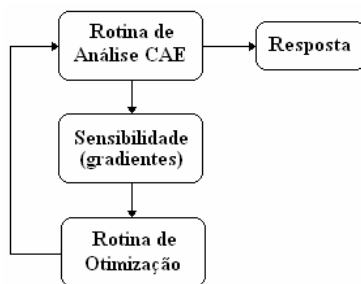 Rotina de
Análise CAE
Resposta
Sensibilidade
(gradientes)
Rotina de
Otimização